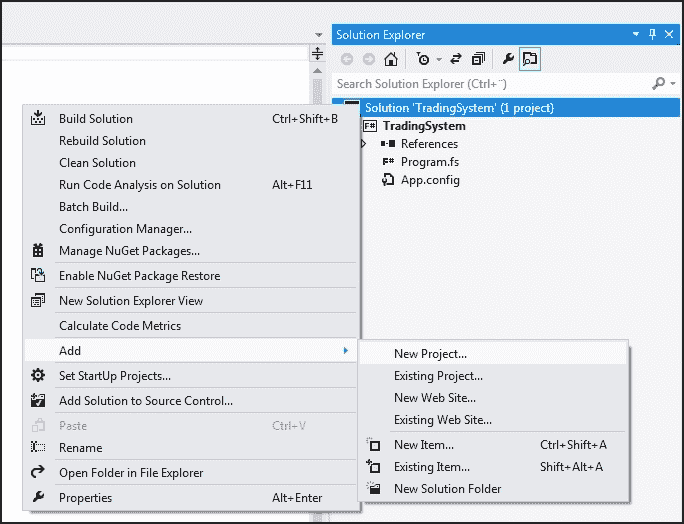 Solution Explorer
Search Solution Explorer (Ctrl+¨)
Solution 'TradingSystem' (1 project)
F# TradingSystem
References
F# Program.fs
App.config
Build Solution Ctrl+Shift+B
Rebuild Solution
Clean Solution
Run Code Analysis on Solution Alt+F11
Batch Build...
Configuration Manager...
Manage NuGet Packages...
Enable NuGet Package Restore
New Solution Explorer View
Calculate Code Metrics
Add
Set StartUp Projects...
Add Solution to Source Control...
Paste Ctrl+V
Rename
Open Folder in File Explorer
Properties Alt+Enter
New Project...
Existing Project...
New Web Site...
Existing Web Site...
New Item... Ctrl+Shift+A
Existing Item... Shift+Alt+A
New Solution Folder